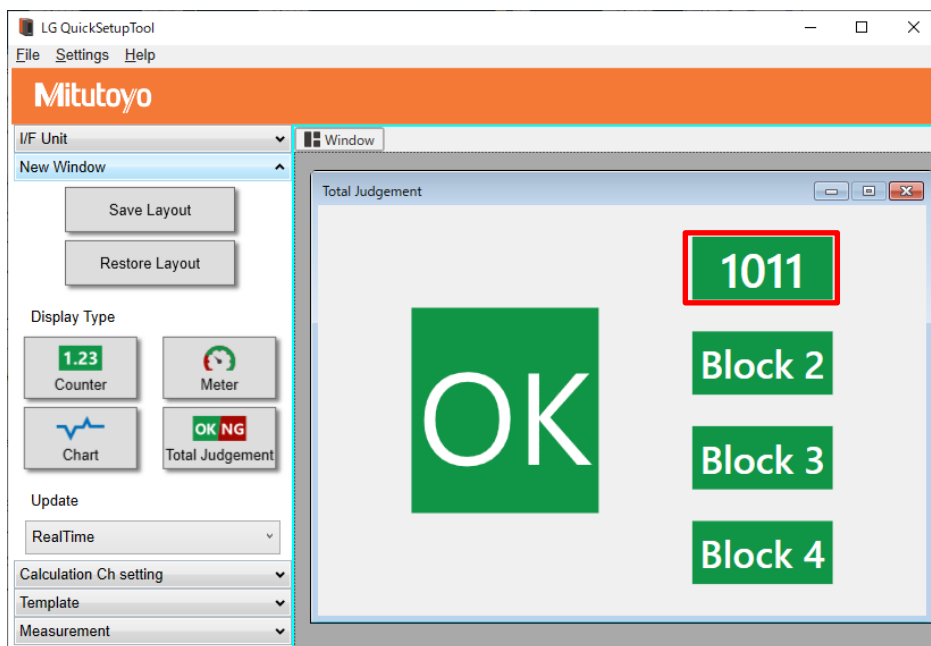 LG QuickSetupTool
File Settings Help
Mitutoyo
I/F Unit
New Window
Save Layout
Restore Layout
Display Type
1.23
Counter
Meter
Chart
OK NG
Total Judgement
Update
RealTime
Calculation Ch setting
Template
Measurement
Window
Total Judgement
OK
1011
Block 2
Block 3
Block 4